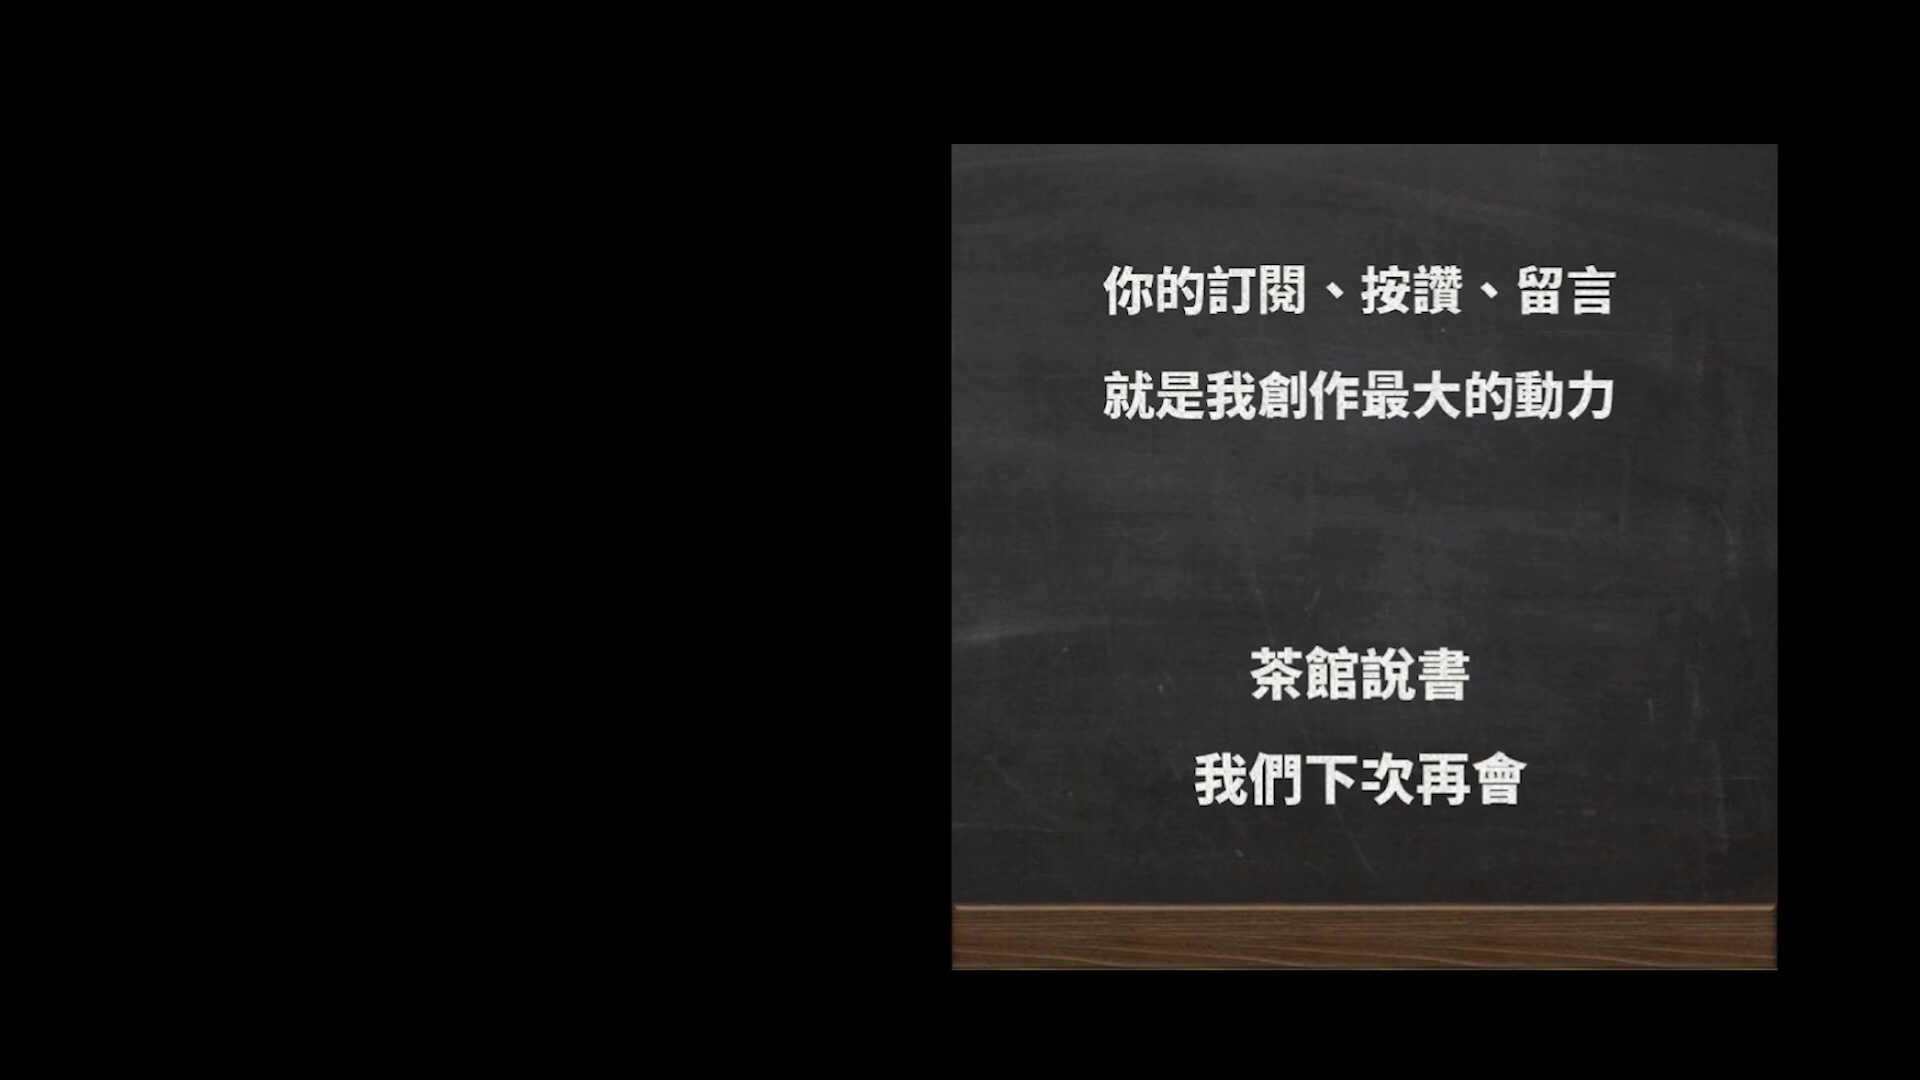 你的訂閱、按讚、留言
就是我創作最大的動力
茶館說書
我們下次再會